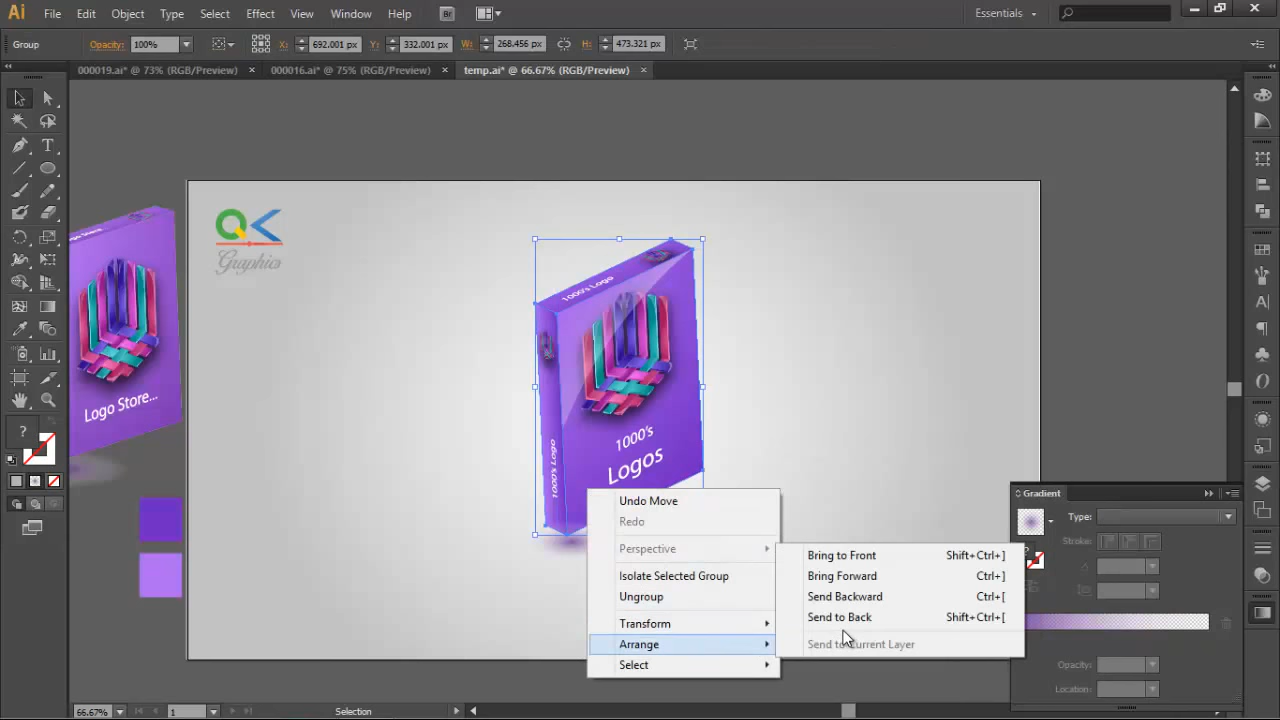 Ai File Edit Object Type Select Effect View Window Help Br Essentials
Group Opacity: 100% X: 692.001 px Y: 332.001 px W: 268.456 px H: 473.321 px
000019.ai* @ 73% (RGB/Preview) × 000016.ai* @ 75% (RGB/Preview) × temp.ai* @ 66.67% (RGB/Preview) ×
QK
Graphics
Logo Store...
1000's Logo
1000's Logo
1000's
Logos
Undo Move
Redo
Perspective
Isolate Selected Group
Ungroup
Transform
Arrange
Select
Bring to Front Shift+Ctrl+]
Bring Forward Ctrl+]
Send Backward Ctrl+[
Send to Back Shift+Ctrl+[
Send to Current Layer
Gradient
Type:
Stroke:
Opacity:
Location:
66.67% 1 Selection